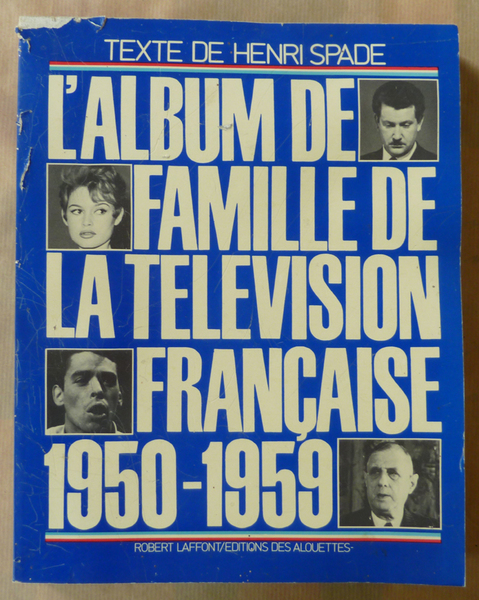 TEXTE DE HENRI SPADE
L'ALBUM DE
FAMILLE DE
LA TELEVISION
FRANÇAISE
1950-1959
ROBERT LAFFONT/EDITIONS DES ALOUETTES-